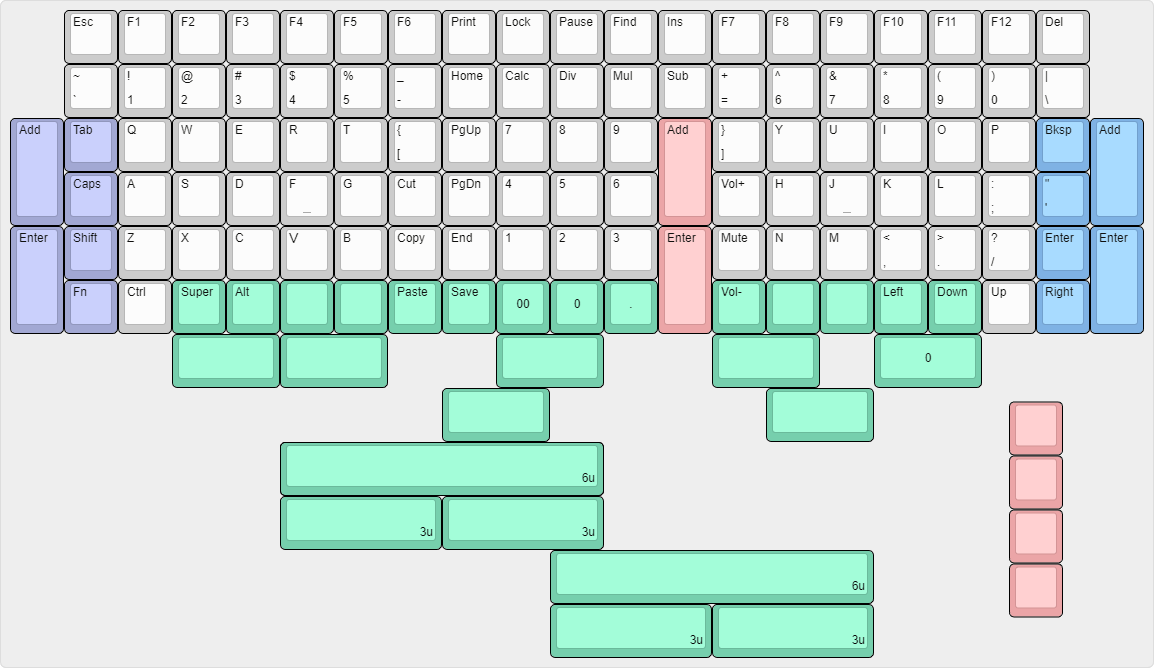 Esc F1 F2 F3 F4 F5 F6 Print Lock Pause Find Ins F7 F8 F9 F10 F11 F12 Del
~ ! @ # $ % _ Home Calc Div Mul Sub + ^ & * ( ) |
` 1 2 3 4 5 - = 6 7 8 9 0 \
Add Tab Q W E R T { PgUp 7 8 9 Add } Y U I O P Bksp Add
[ ]
Caps A S D F G Cut PgDn 4 5 6 Vol+ H J K L : "
_ _ ; '
Enter Shift Z X C V B Copy End 1 2 3 Enter Mute N M < > ? Enter Enter
, . /
Fn Ctrl Super Alt Paste Save 00 0 . Vol- Left Down Up Right
0
6u
3u 3u
6u
3u 3u